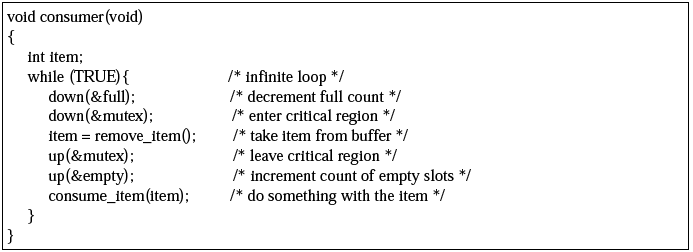 void consumer(void)
{
int item;
while (TRUE){ /* infinite loop */
down(&full); /* decrement full count */
down(&mutex); /* enter critical region */
item = remove_item(); /* take item from buffer */
up(&mutex); /* leave critical region */
up(&empty); /* increment count of empty slots */
consume_item(item); /* do something with the item */
}
}